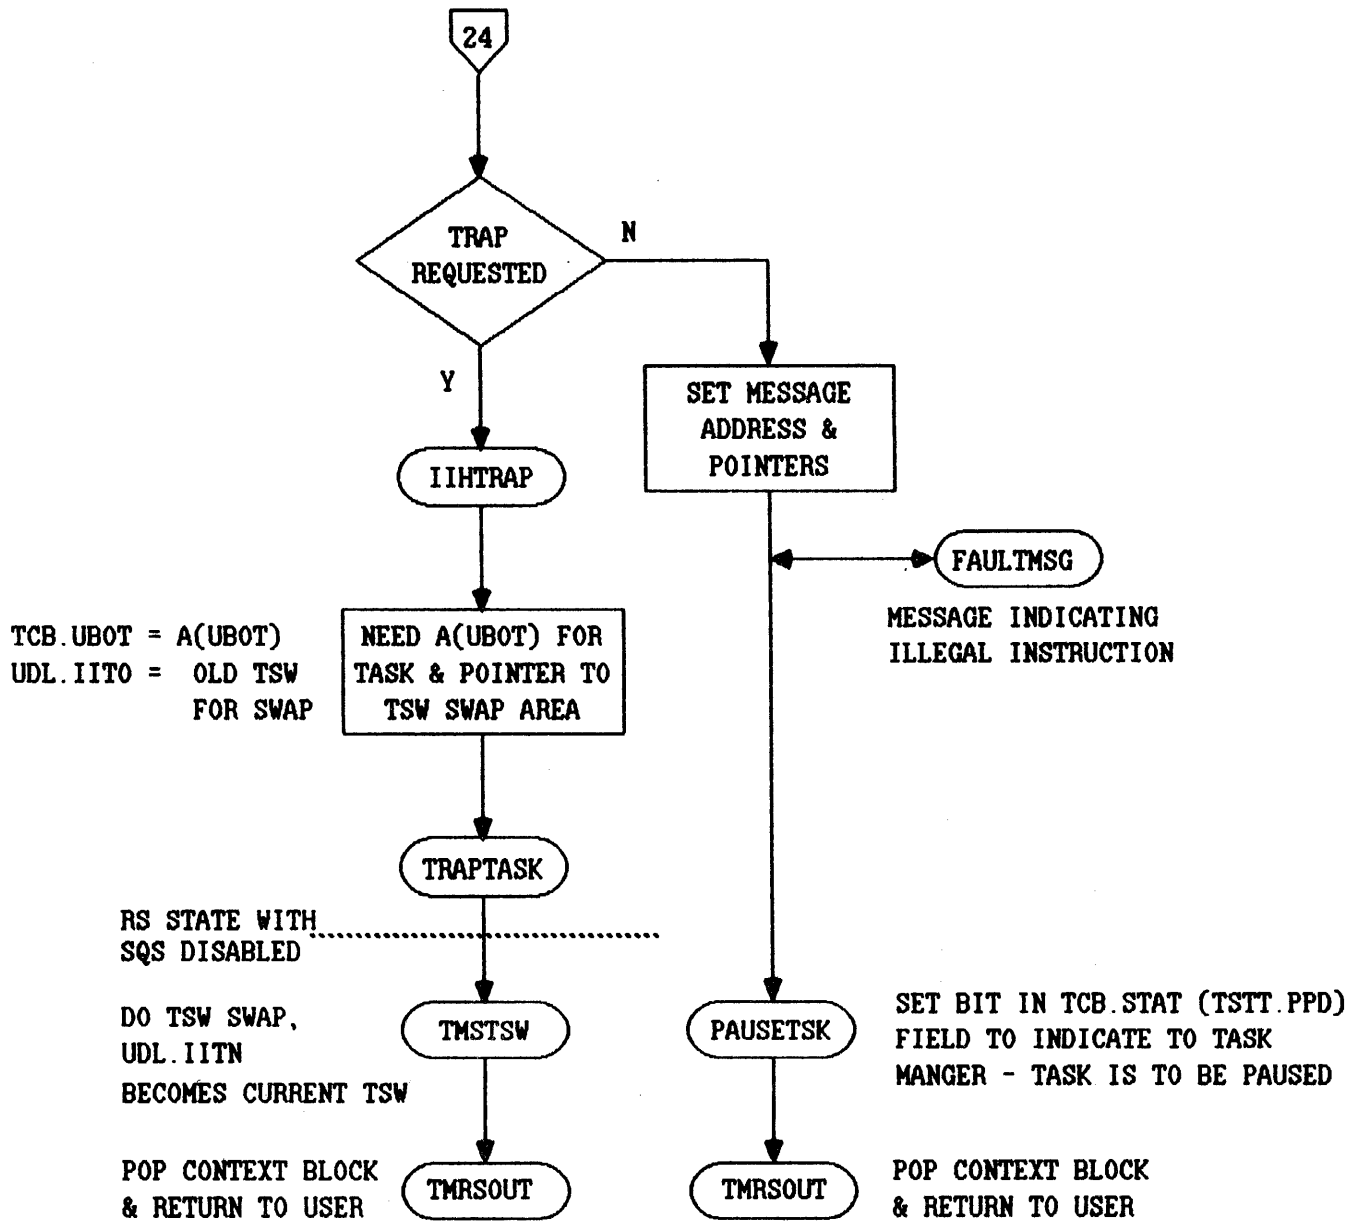 24
TRAP
REQUESTED
N
Y
SET MESSAGE
ADDRESS &
POINTERS
IIHTRAP
FAULTMSG
MESSAGE INDICATING
ILLEGAL INSTRUCTION
TCB.UBOT = A(UBOT)
UDL.IITO = OLD TSW
FOR SWAP
NEED A(UBOT) FOR
TASK & POINTER TO
TSW SWAP AREA
TRAPTASK
RS STATE WITH
SQS DISABLED
DO TSW SWAP,
UDL.IITN
BECOMES CURRENT TSW
TMSTSW
PAUSETSK
SET BIT IN TCB.STAT (TSTT.PPD)
FIELD TO INDICATE TO TASK
MANGER - TASK IS TO BE PAUSED
POP CONTEXT BLOCK
& RETURN TO USER
TMRSOUT
TMRSOUT
POP CONTEXT BLOCK
& RETURN TO USER